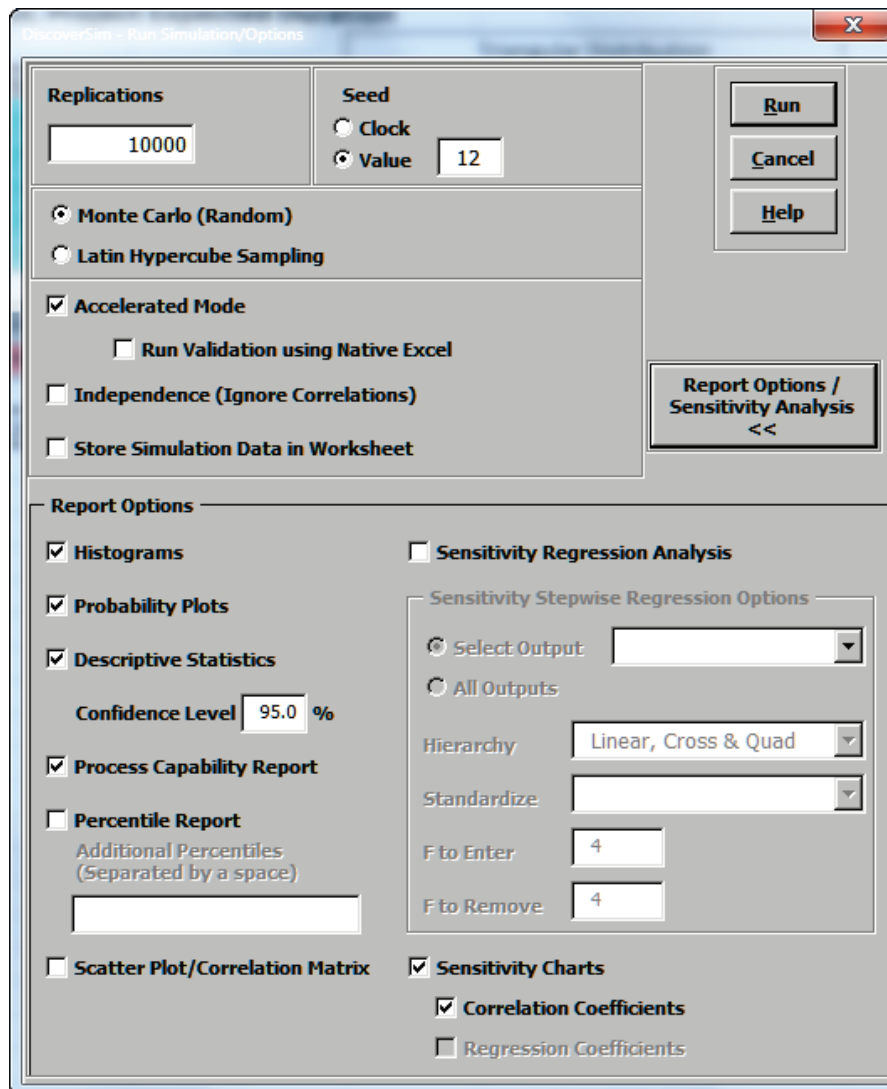 DiscoverSim - Run Simulation/Options
Replications
10000
Seed
Clock
Value 12
Run
Cancel
Help
Monte Carlo (Random)
Latin Hypercube Sampling
Accelerated Mode
Run Validation using Native Excel
Independence (Ignore Correlations)
Store Simulation Data in Worksheet
Report Options /
Sensitivity Analysis
<<
Report Options
Histograms
Probability Plots
Descriptive Statistics
Confidence Level 95.0 %
Process Capability Report
Percentile Report
Additional Percentiles
(Separated by a space)
Scatter Plot/Correlation Matrix
Sensitivity Regression Analysis
Sensitivity Stepwise Regression Options
Select Output
All Outputs
Hierarchy Linear, Cross & Quad
Standardize
F to Enter 4
F to Remove 4
Sensitivity Charts
Correlation Coefficients
Regression Coefficients